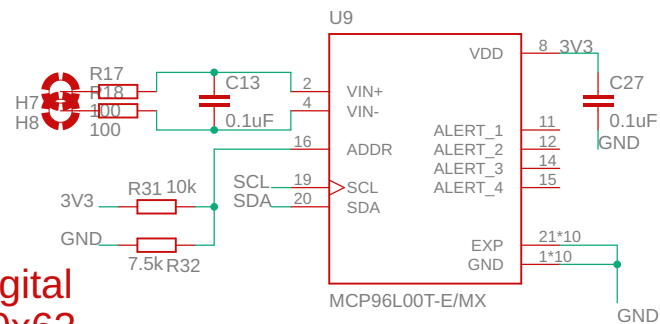 U9
VDD
8
3V3
R17
R18
100
100
H7
H8
C13
0.1uF
2
VIN+
4
VIN-
C27
0.1uF
GND
ALERT_1
11
ALERT_2
12
ALERT_3
14
ALERT_4
15
16
ADDR
SCL
19
SCL
SDA
20
SDA
3V3
R31
10k
GND
7.5k
R32
EXP
21*10
GND
1*10
MCP96L00T-E/MX
GND
gital